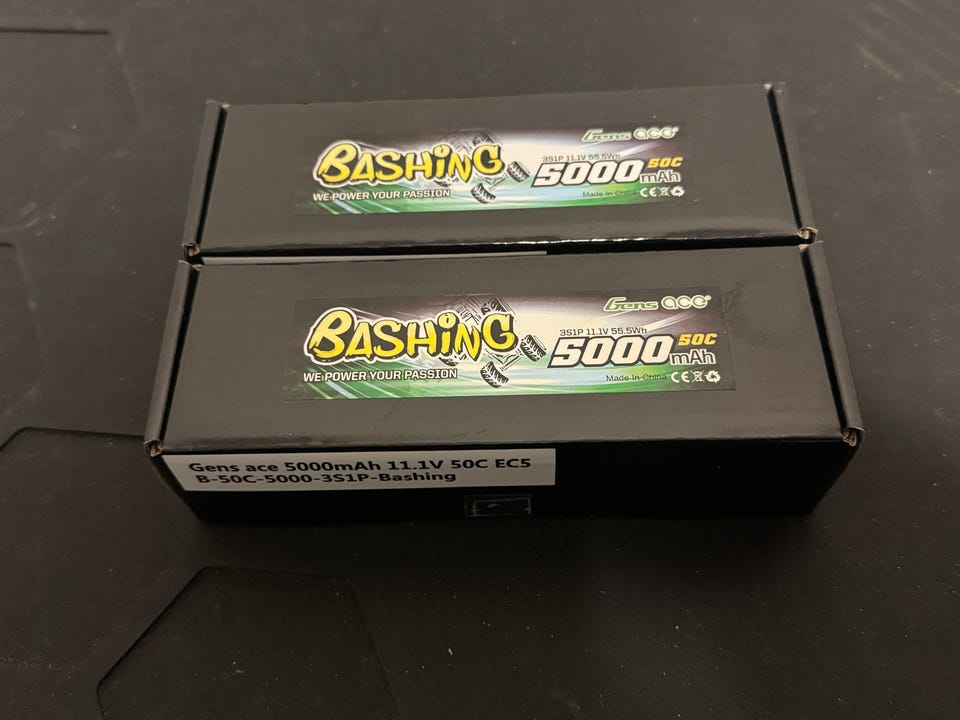 BASHING
WE POWER YOUR PASSION
Gens ace
3S1P 11.1V 55.5Wh
5000mAh 50C
Made In China CE
BASHING
WE POWER YOUR PASSION
Gens ace
3S1P 11.1V 55.5Wh
5000mAh 50C
Made In China CE
Gens ace 5000mAh 11.1V 50C EC5
B-50C-5000-3S1P-Bashing